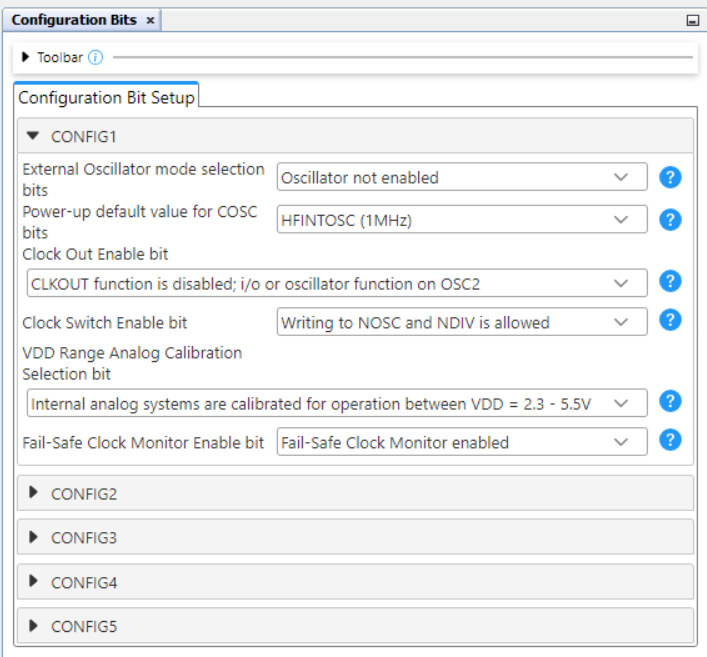 Configuration Bits ×
Toolbar
Configuration Bit Setup
CONFIG1
External Oscillator mode selection
bits
Oscillator not enabled
Power-up default value for COSC
bits
HFINTOSC (1MHz)
Clock Out Enable bit
CLKOUT function is disabled; i/o or oscillator function on OSC2
Clock Switch Enable bit
Writing to NOSC and NDIV is allowed
VDD Range Analog Calibration
Selection bit
Internal analog systems are calibrated for operation between VDD = 2.3 - 5.5V
Fail-Safe Clock Monitor Enable bit
Fail-Safe Clock Monitor enabled
CONFIG2
CONFIG3
CONFIG4
CONFIG5